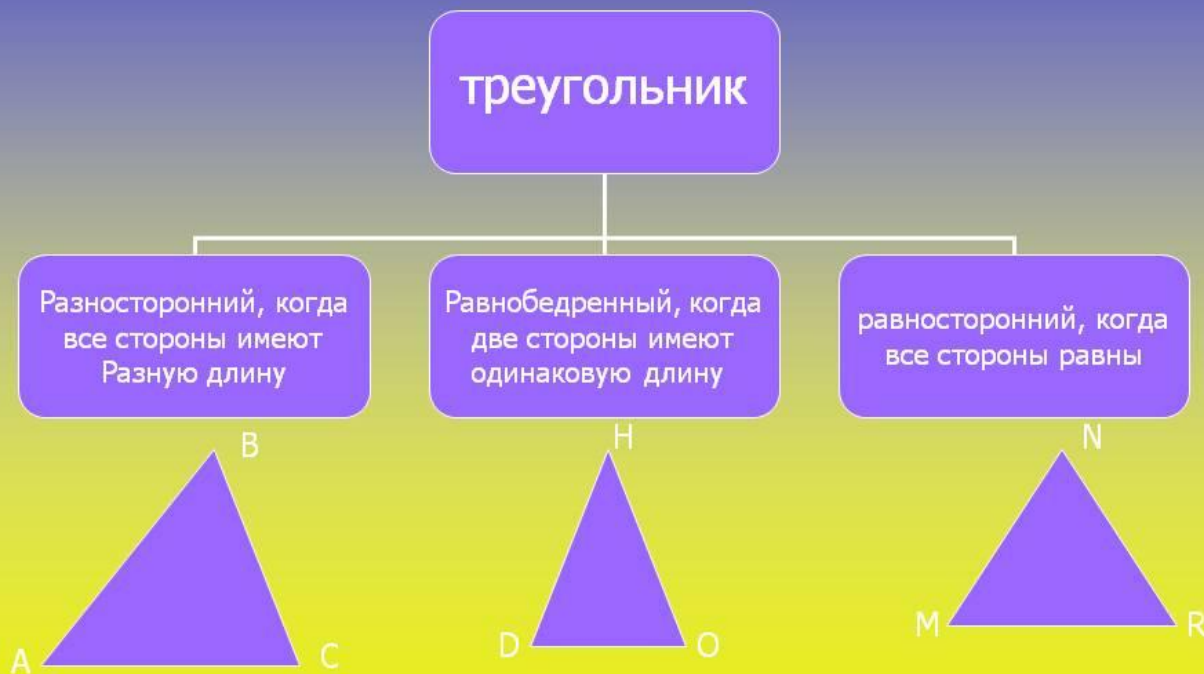 треугольник
Разносторонний, когда
все стороны имеют
Разную длину
Равнобедренный, когда
две стороны имеют
одинаковую длину
равносторонний, когда
все стороны равны
B
A
C
H
D
O
N
M
R